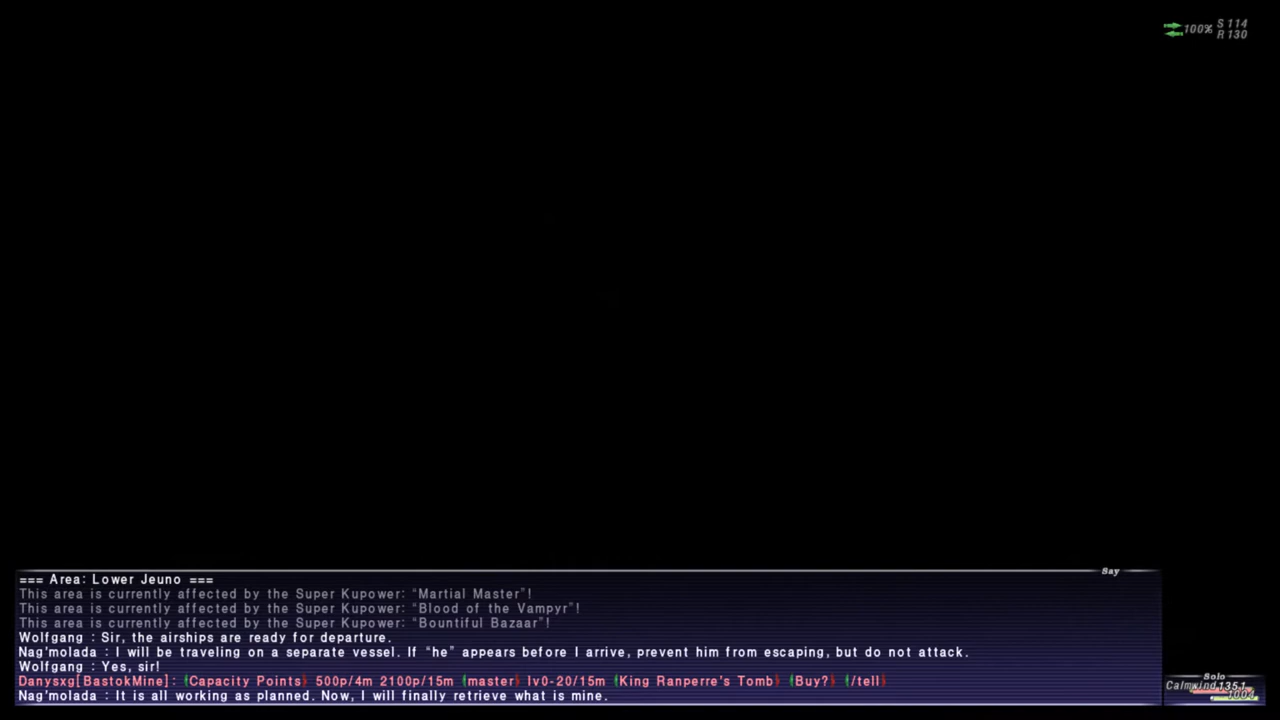 100% S 114
R 130
Say
=== Area: Lower Jeuno ===
This area is currently affected by the Super Kupower: “Martial Master”!
This area is currently affected by the Super Kupower: “Blood of the Vampyr”!
This area is currently affected by the Super Kupower: “Bountiful Bazaar”!
Wolfgang : Sir, the airships are ready for departure.
Nag'molada : I will be traveling on a separate vessel. If “he” appears before I arrive, prevent him from escaping, but do not attack.
Wolfgang : Yes, sir!
Danysxg[BastokMine]: {Capacity Points} 500p/4m 2100p/15m {master} lv0-20/15m {King Ranperre's Tomb} {Buy?} {/tell}
Nag'molada : It is all working as planned. Now, I will finally retrieve what is mine.
Solo
Calmwind 1351